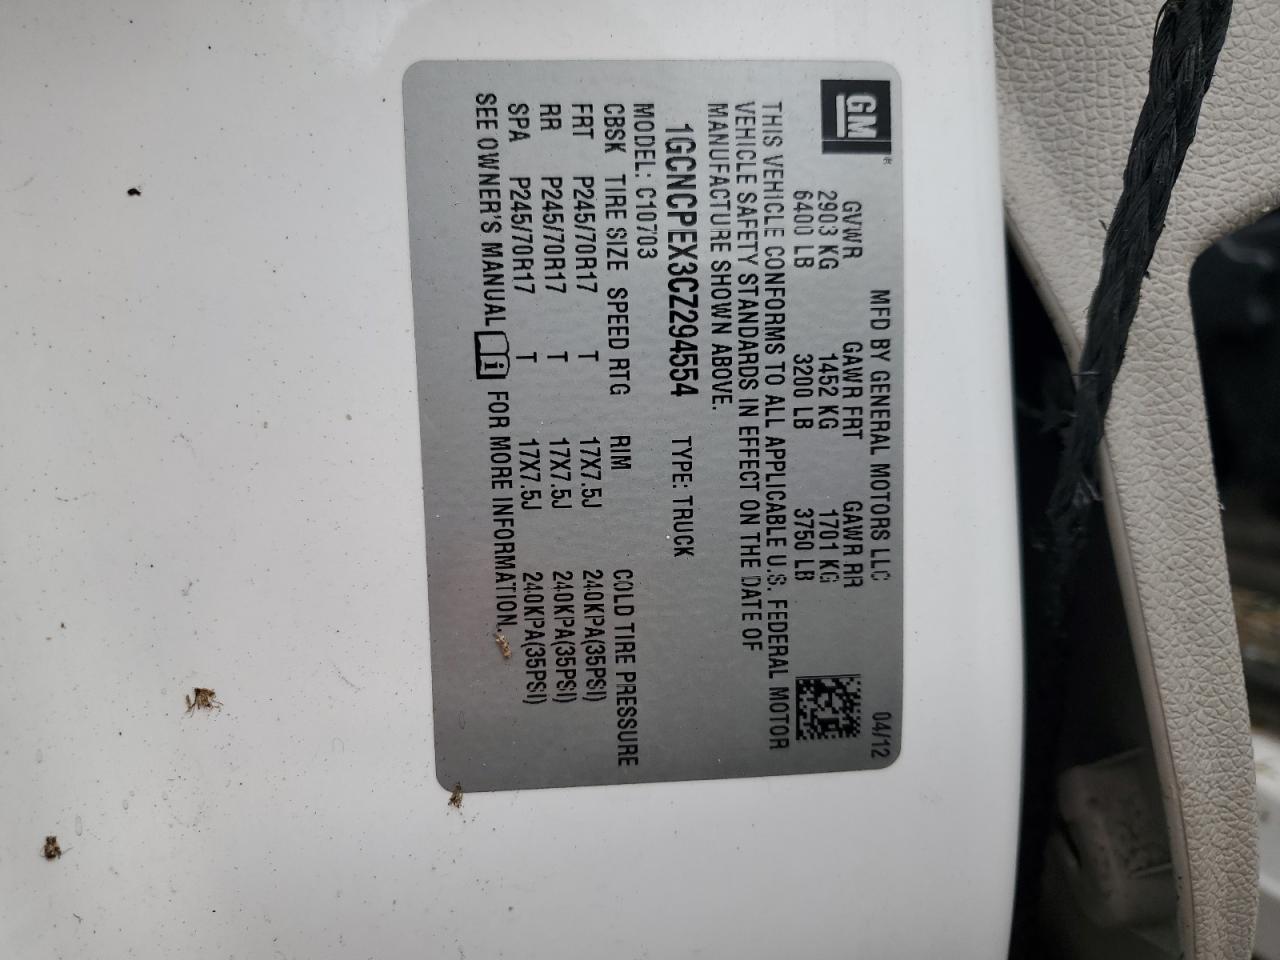 GM®
MFD BY GENERAL MOTORS LLC 04/12
GVWR GAWR FRT GAWR RR
2903 KG 1452 KG 1701 KG
6400 LB 3200 LB 3750 LB
THIS VEHICLE CONFORMS TO ALL APPLICABLE U.S. FEDERAL MOTOR
VEHICLE SAFETY STANDARDS IN EFFECT ON THE DATE OF
MANUFACTURE SHOWN ABOVE.
1GCNCPEX3CZ294554 TYPE: TRUCK
MODEL: C10703
CBSK TIRE SIZE SPEED RTG RIM COLD TIRE PRESSURE
FRT P245/70R17 T 17X7.5J 240KPA(35PSI)
RR P245/70R17 T 17X7.5J 240KPA(35PSI)
SPA P245/70R17 T 17X7.5J 240KPA(35PSI)
SEE OWNER'S MANUAL i FOR MORE INFORMATION.